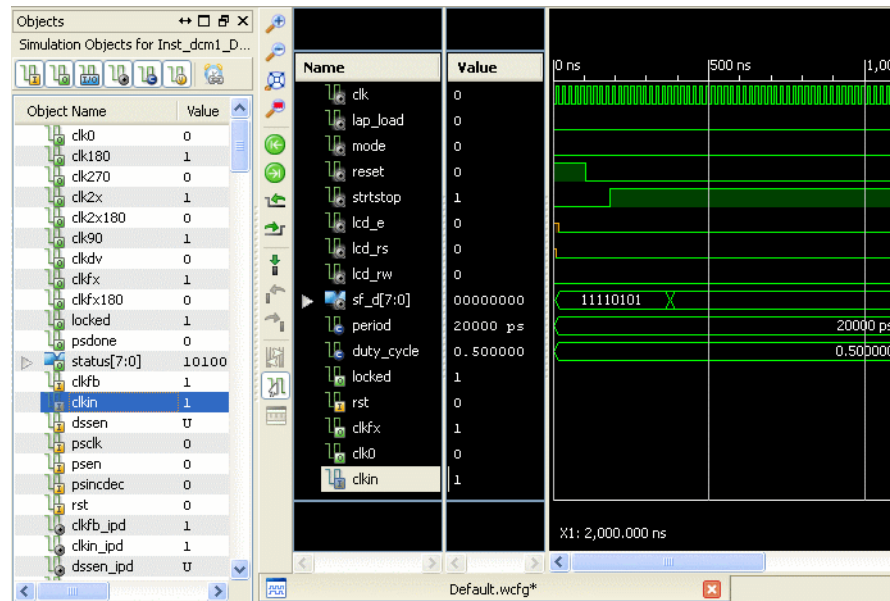 Objects
Simulation Objects for Inst_dcm1_D...
Object Name Value
clk0 0
clk180 1
clk270 0
clk2x 1
clk2x180 0
clk90 1
clkdv 0
clkfx 1
clkfx180 0
locked 1
psdone 0
status[7:0] 10100
clkfb 1
clkin 1
dssen U
psclk 0
psen 0
psincdec 0
rst 0
clkfb_ipd 1
clkin_ipd 1
dssen_ipd U
Name Value
clk 0
lap_load 0
mode 0
reset 0
strtstop 1
lcd_e 0
lcd_rs 0
lcd_rw 0
sf_d[7:0] 00000000
period 20000 ps
duty_cycle 0.500000
locked 1
rst 0
clkfx 1
clk0 0
clkin 1
0 ns 500 ns 1,00
11110101
20000 ps
0.500000
X1: 2,000.000 ns
Default.wcfg*